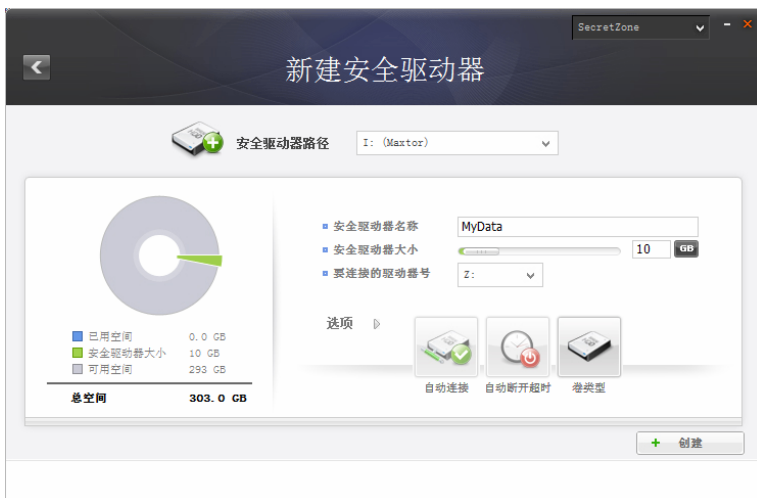 SecretZone
新建安全驱动器
安全驱动器路径 I: (Maxtor)
安全驱动器名称 MyData
安全驱动器大小 10 GB
要连接的驱动器号 Z:
选项
自动连接 自动断开超时 卷类型
已用空间 0.0 GB
安全驱动器大小 10 GB
可用空间 293 GB
总空间 303.0 GB
+ 创建